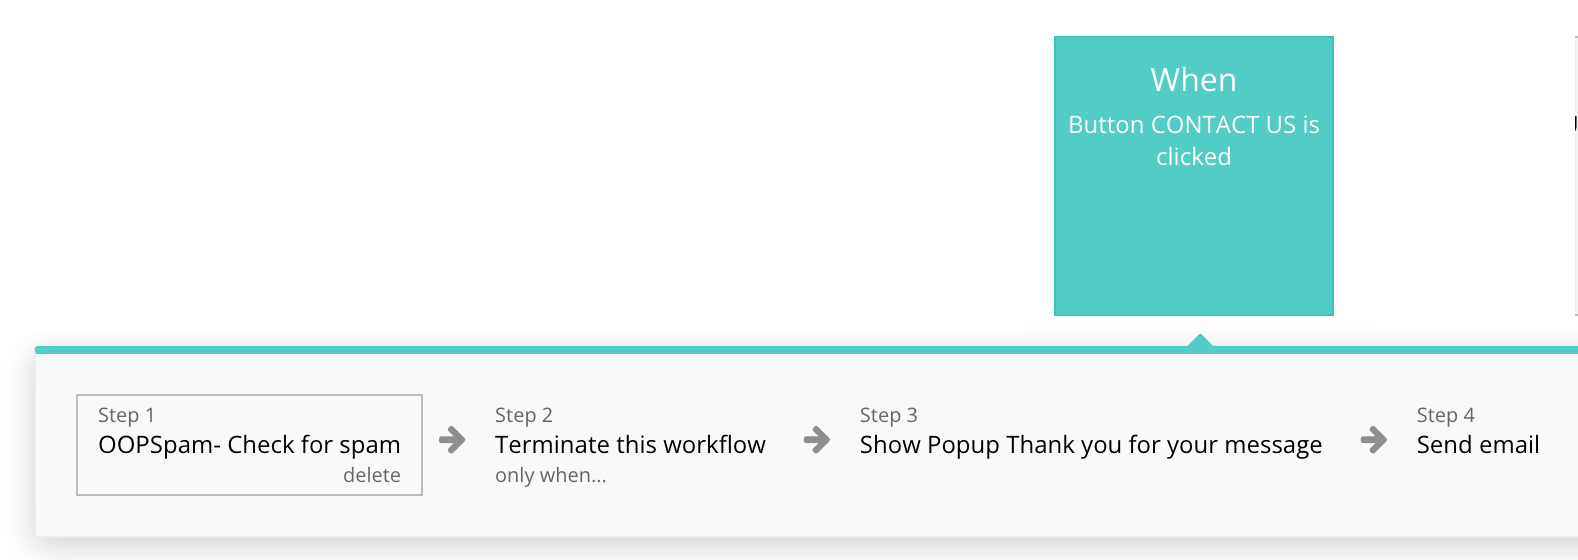 When
Button CONTACT US is
clicked
Step 1
OOPSpam- Check for spam
delete
Step 2
Terminate this workflow
only when...
Step 3
Show Popup Thank you for your message
Step 4
Send email